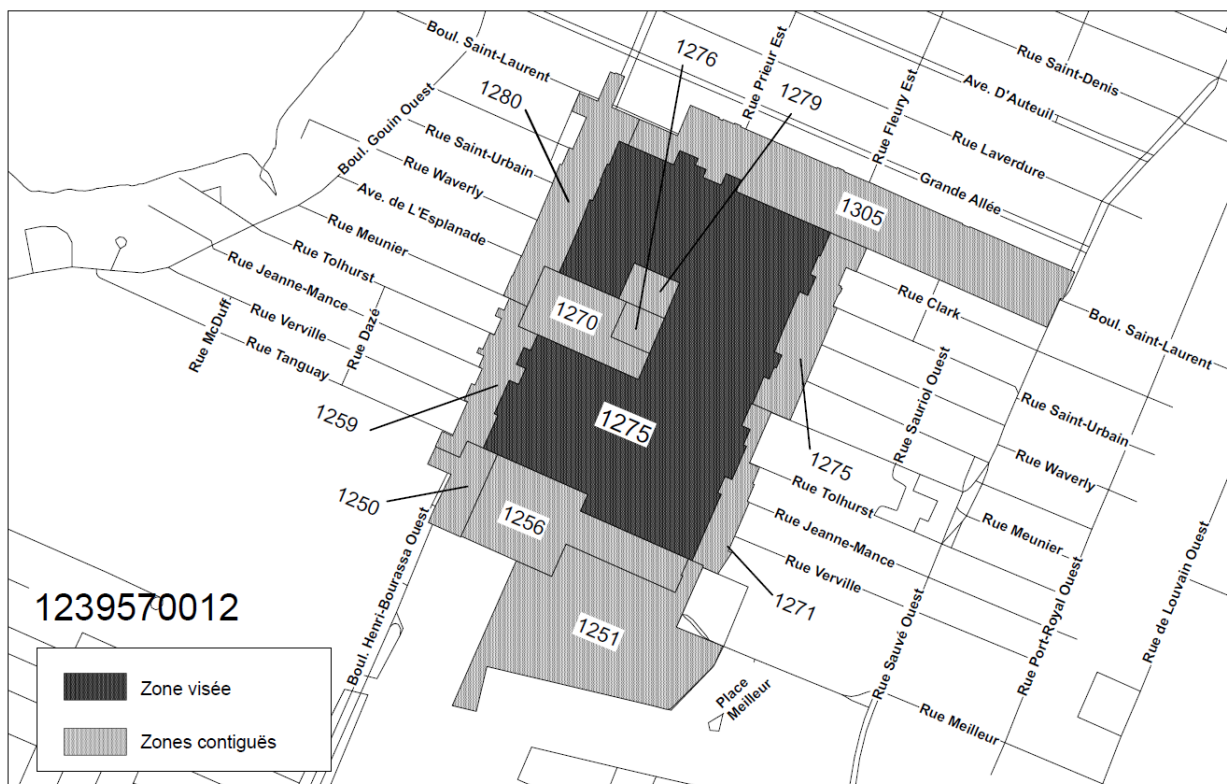 Boul. Saint-Laurent
1276
Rue Prieur Est
Rue Saint-Denis
1280
1279
Ave. D'Auteuil
Boul. Gouin Ouest
Rue Fleury Est
Rue Saint-Urbain
Rue Laverdure
Rue Waverly
Grande Allée
Ave. de L'Esplanade
1305
Rue Meunier
Rue Tolhurst
Rue Jeanne-Mance
Rue Clark
1270
Rue McDuff
Rue Verville
Rue Dazé
Boul. Saint-Laurent
Rue Tanguay
Rue Sauriol Ouest
1259
1275
Rue Saint-Urbain
1275
Rue Waverly
1250
Rue Tolhurst
1256
Rue Jeanne-Mance
Rue Meunier
Rue Verville
Boul. Henri-Bourassa Ouest
1271
1239570012
1251
Rue Sauvé Ouest
Rue Port-Royal Ouest
Rue de Louvain Ouest
Zone visée
Place
Meilleur
Rue Meilleur
Zones contiguës